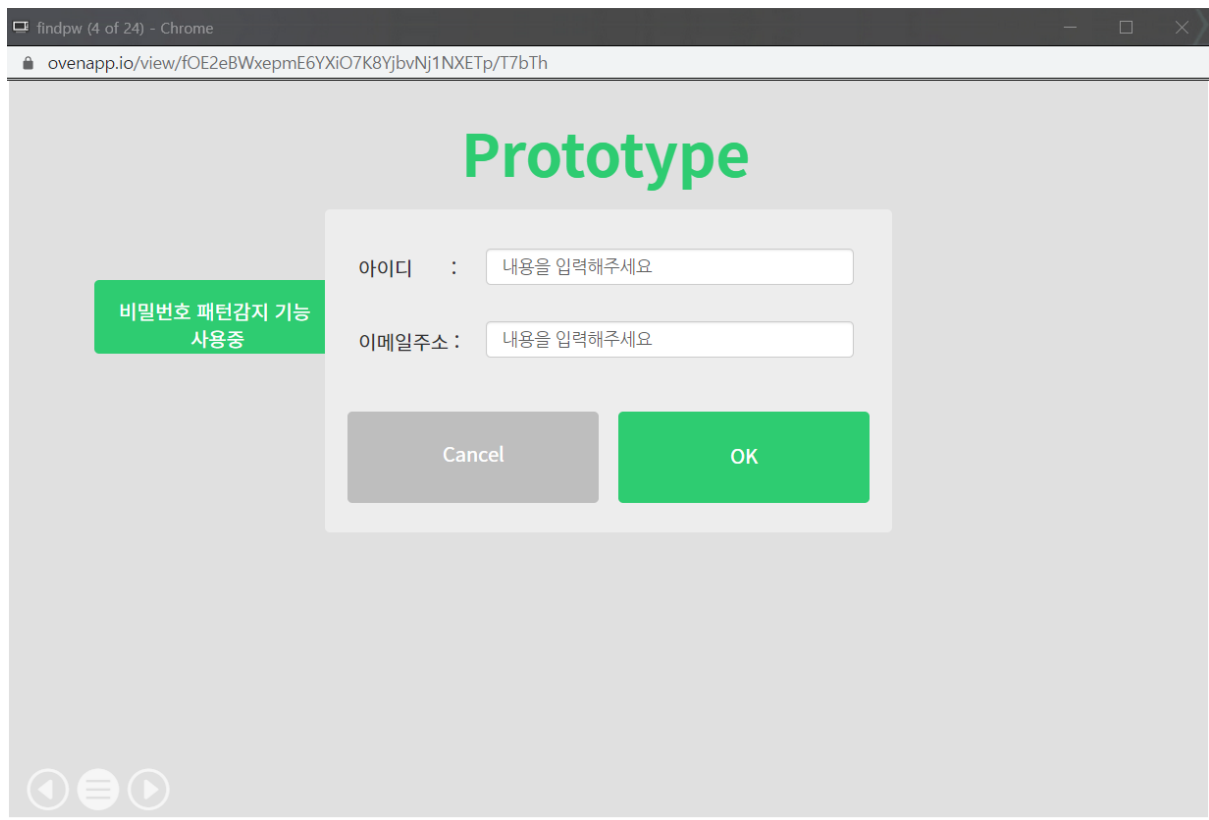 findpw (4 of 24) - Chrome
ovenapp.io/view/fOE2eBWxepmE6YXiO7K8YjbvNj1NXETp/T7bTh
Prototype
아이디 : 내용을 입력해주세요
비밀번호 패턴감지 기능
사용중
이메일주소 : 내용을 입력해주세요
Cancel OK